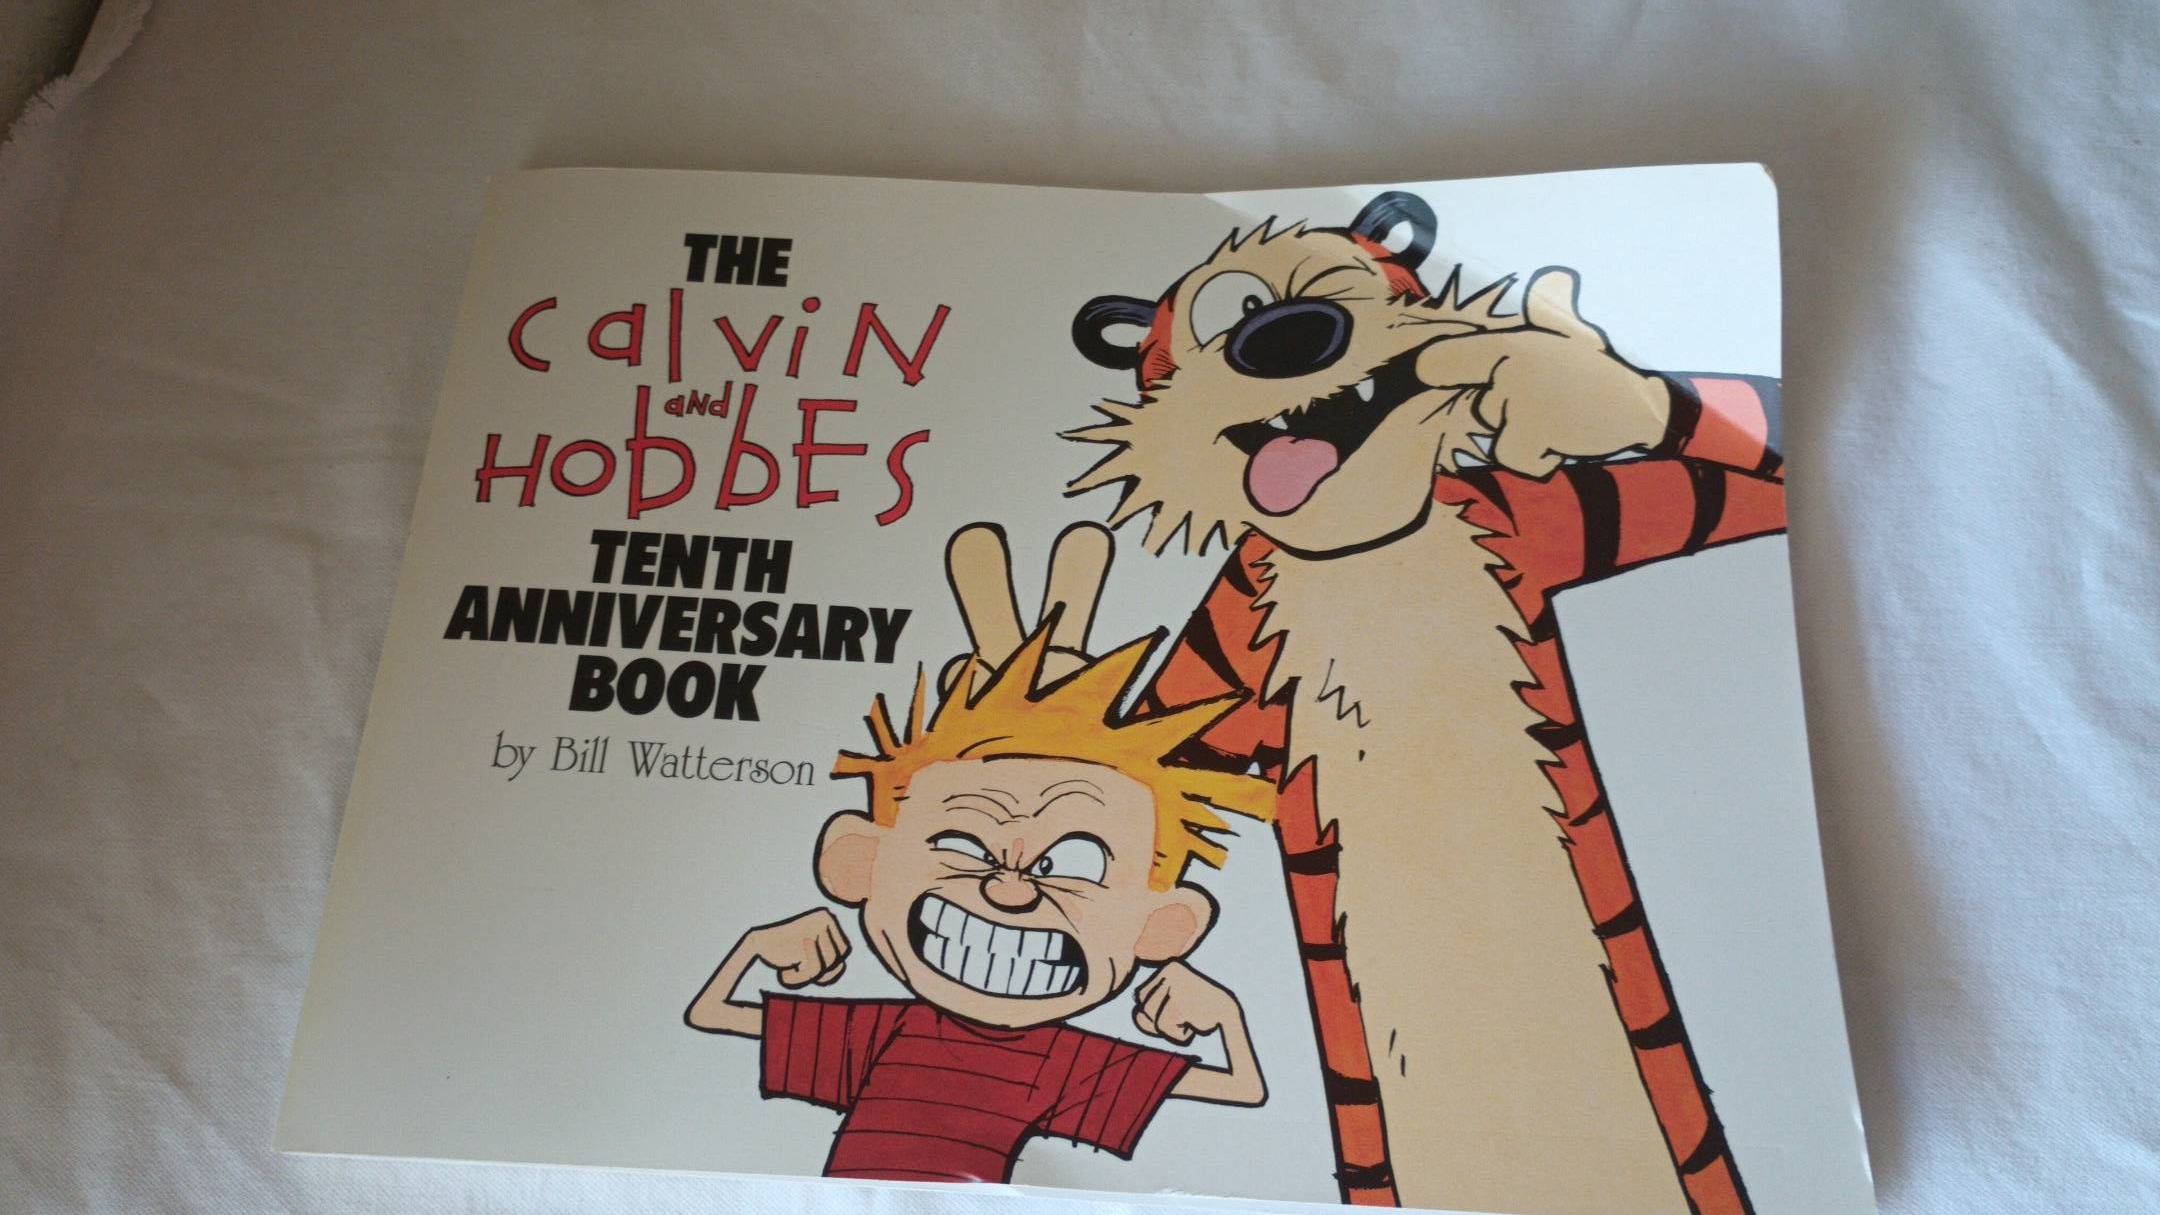 THE
CalviN
aNd
HobbEs
TENTH
ANNIVERSARY
BOOK
by Bill Watterson